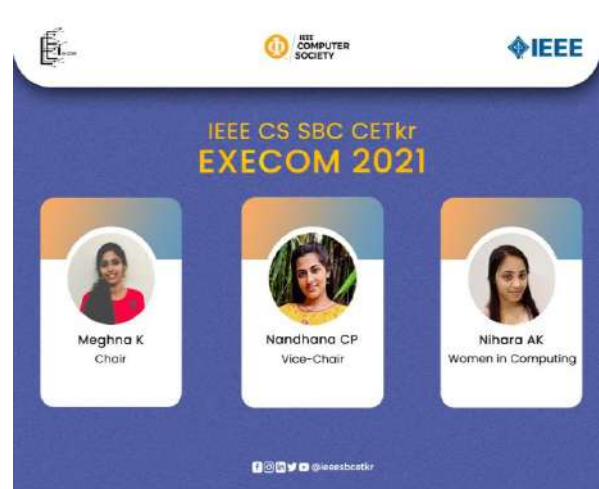 IEEE
COMPUTER
SOCIETY
IEEE
IEEE CS SBC CETkr
EXECOM 2021
Meghna K
Chair
Nandhana CP
Vice-Chair
Nihara AK
Women in Computing
@ieeesbcetkr